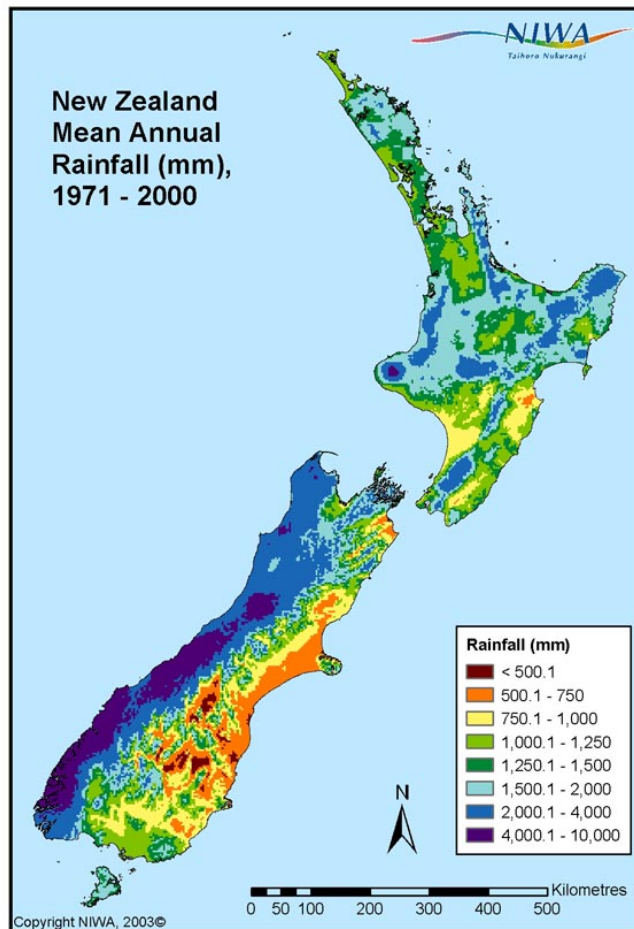 NIWA
Taihoro Nukurangi
New Zealand
Mean Annual
Rainfall (mm),
1971 - 2000
Rainfall (mm)
< 500.1
500.1 - 750
750.1 - 1,000
1,000.1 - 1,250
1,250.1 - 1,500
1,500.1 - 2,000
2,000.1 - 4,000
4,000.1 - 10,000
N
Kilometres
0 50 100 200 300 400 500
Copyright NIWA, 2003©